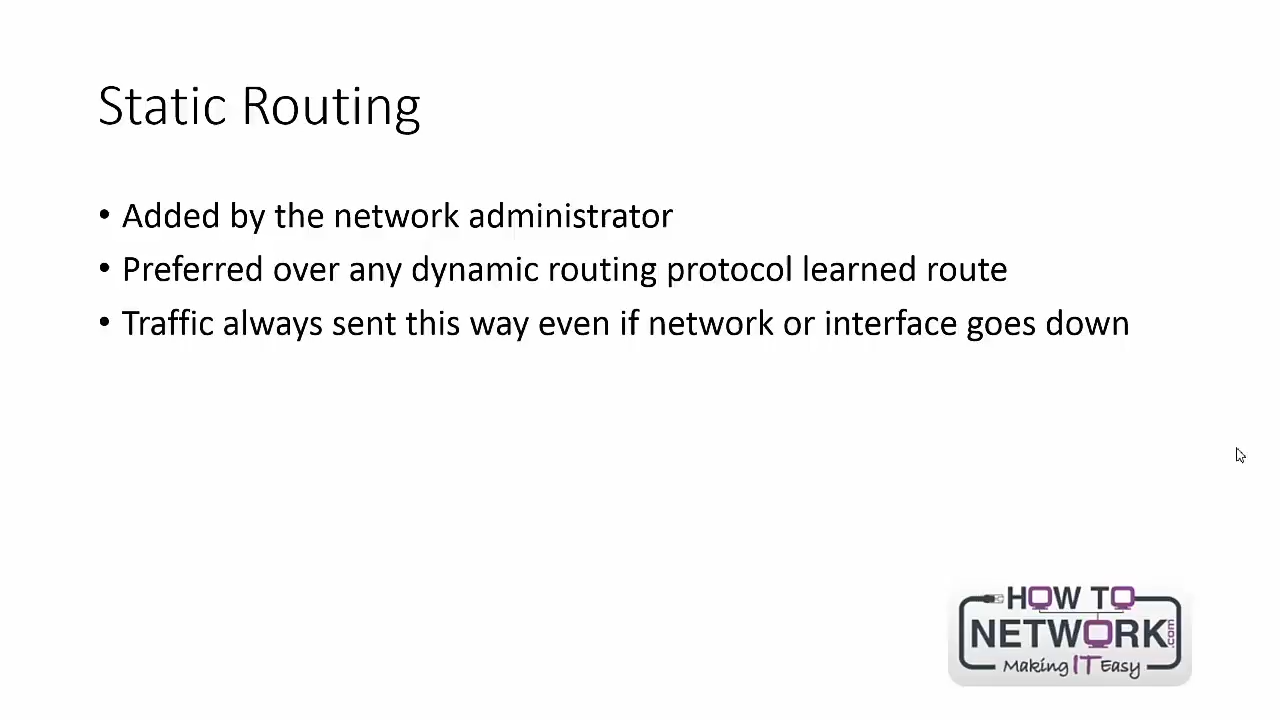 Static Routing
• Added by the network administrator
• Preferred over any dynamic routing protocol learned route
• Traffic always sent this way even if network or interface goes down
HOW TO
NETWORK.com
Making IT Easy